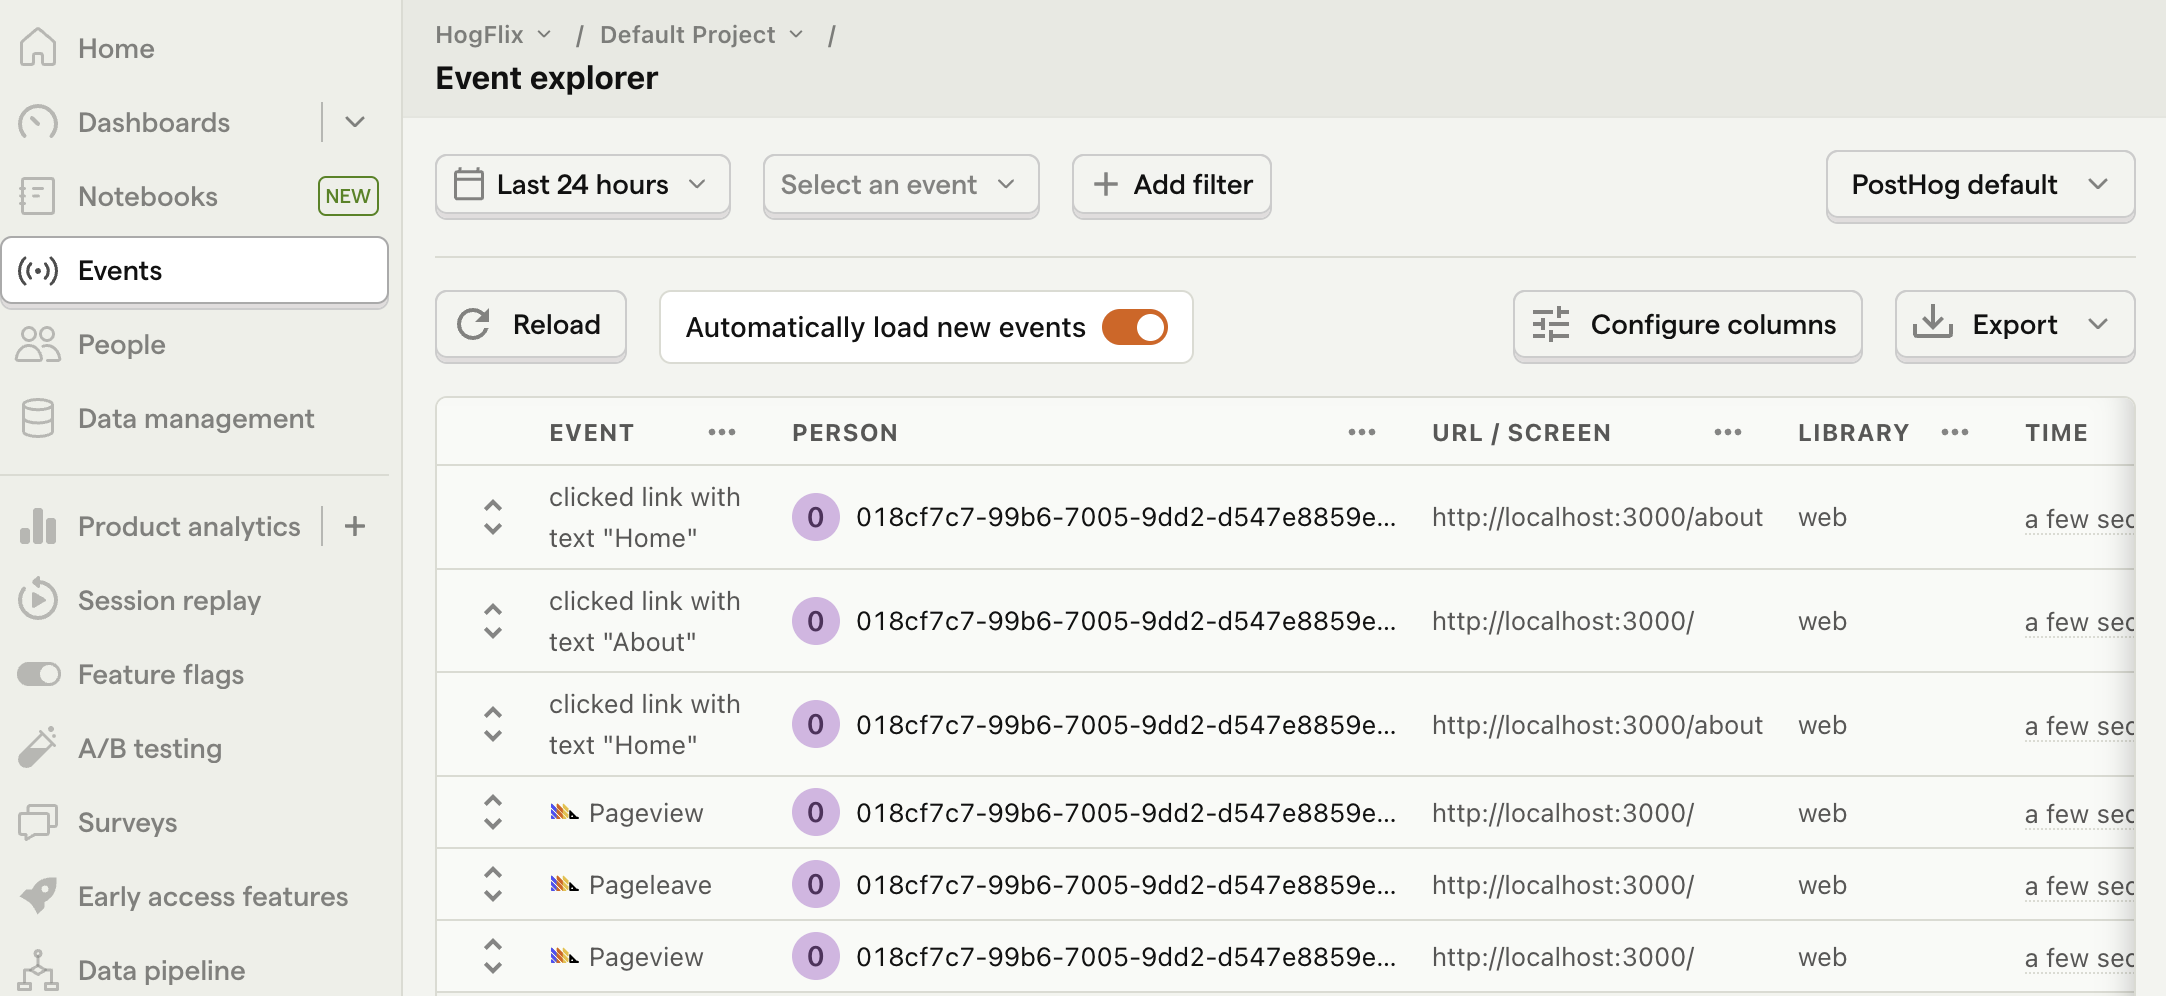 Home
Dashboards
Notebooks NEW
Events
People
Data management
Product analytics
Session replay
Feature flags
A/B testing
Surveys
Early access features
Data pipeline
HogFlix / Default Project /
Event explorer
Last 24 hours Select an event Add filter PostHog default
Reload Automatically load new events Configure columns Export
EVENT ••• PERSON ••• URL / SCREEN ••• LIBRARY ••• TIME
clicked link with
text "Home"
0 018cf7c7-99b6-7005-9dd2-d547e8859e... http://localhost:3000/about web a few sec
clicked link with
text "About"
0 018cf7c7-99b6-7005-9dd2-d547e8859e... http://localhost:3000/ web a few sec
clicked link with
text "Home"
0 018cf7c7-99b6-7005-9dd2-d547e8859e... http://localhost:3000/about web a few sec
Pageview 0 018cf7c7-99b6-7005-9dd2-d547e8859e... http://localhost:3000/ web a few sec
Pageleave 0 018cf7c7-99b6-7005-9dd2-d547e8859e... http://localhost:3000/ web a few sec
Pageview 0 018cf7c7-99b6-7005-9dd2-d547e8859e... http://localhost:3000/ web a few sec